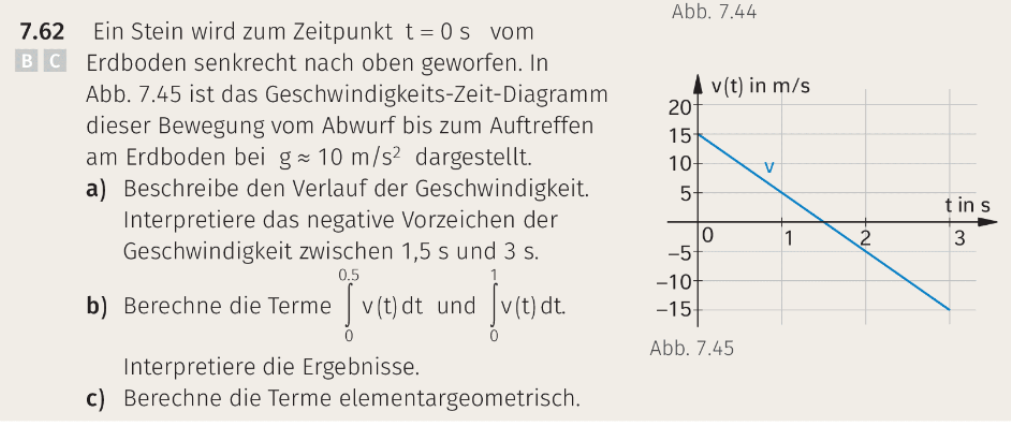 Abb. 7.44
7.62 Ein Stein wird zum Zeitpunkt t = 0 s vom
B C Erdboden senkrecht nach oben geworfen. In
Abb. 7.45 ist das Geschwindigkeits-Zeit-Diagramm
dieser Bewegung vom Abwurf bis zum Auftreffen
am Erdboden bei g ≈ 10 m/s² dargestellt.
a) Beschreibe den Verlauf der Geschwindigkeit.
Interpretiere das negative Vorzeichen der
Geschwindigkeit zwischen 1,5 s und 3 s.
0.5 1
b) Berechne die Terme ∫ v(t) dt und ∫ v(t) dt.
0 0
Interpretiere die Ergebnisse.
c) Berechne die Terme elementargeometrisch.
v(t) in m/s
20
15
10
v
5
t in s
0 1 2 3
−5
−10
−15
Abb. 7.45